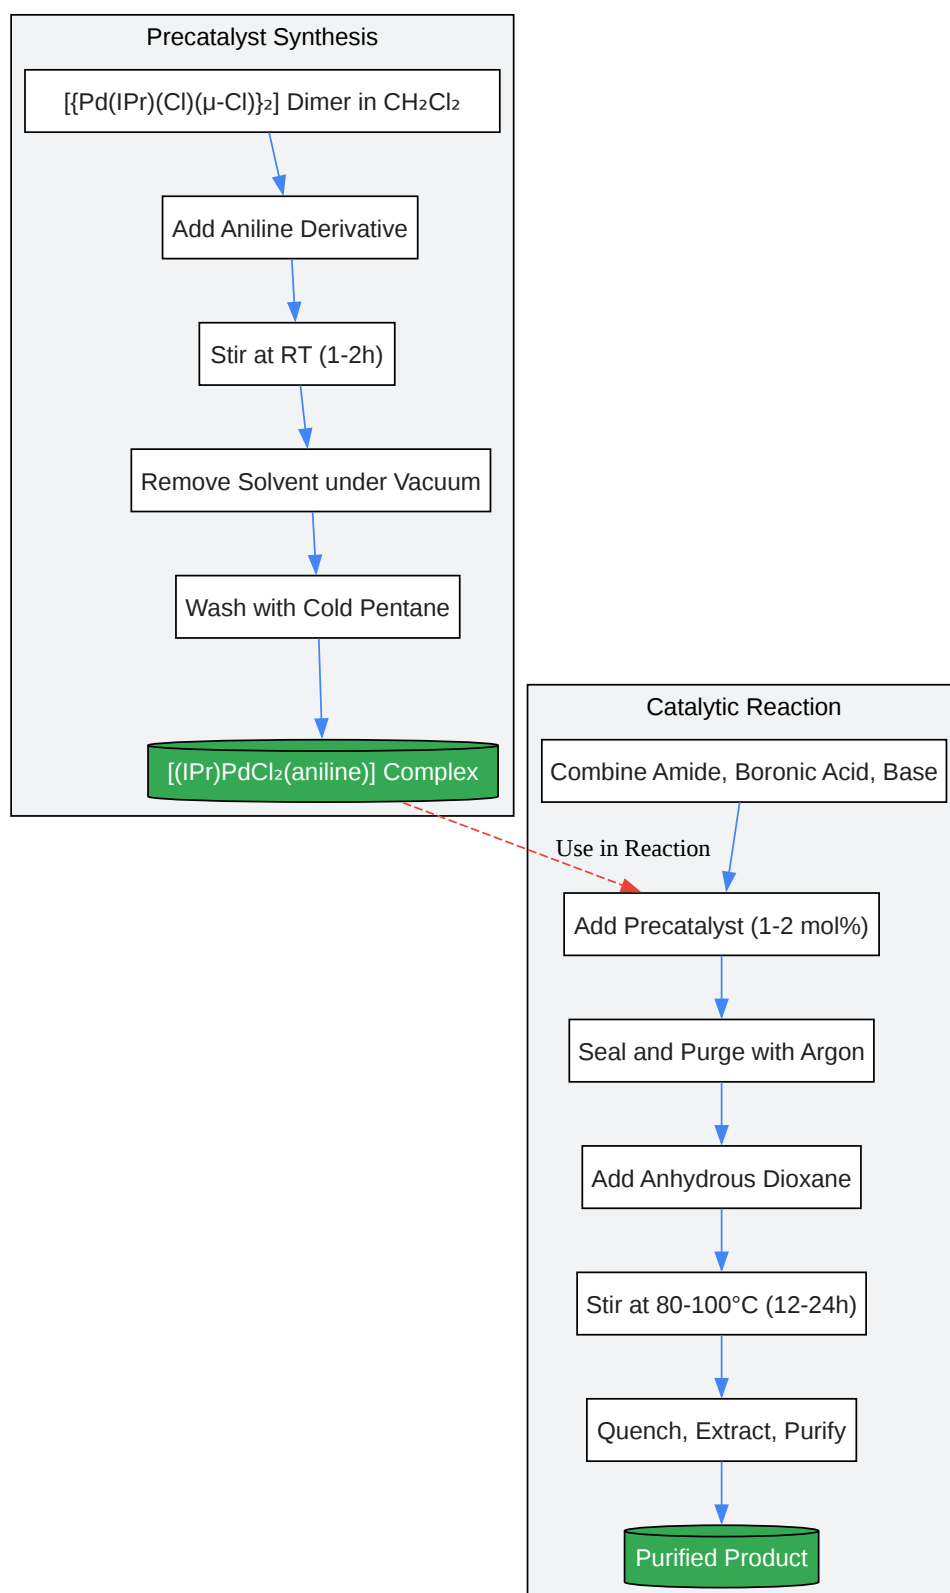 Precatalyst Synthesis
[{Pd(IPr)(Cl)(μ-Cl)}₂] Dimer in CH₂Cl₂
Add Aniline Derivative
Stir at RT (1-2h)
Remove Solvent under Vacuum
Wash with Cold Pentane
[(IPr)PdCl₂(aniline)] Complex
Catalytic Reaction
Combine Amide, Boronic Acid, Base
Use in Reaction
Add Precatalyst (1-2 mol%)
Seal and Purge with Argon
Add Anhydrous Dioxane
Stir at 80-100°C (12-24h)
Quench, Extract, Purify
Purified Product